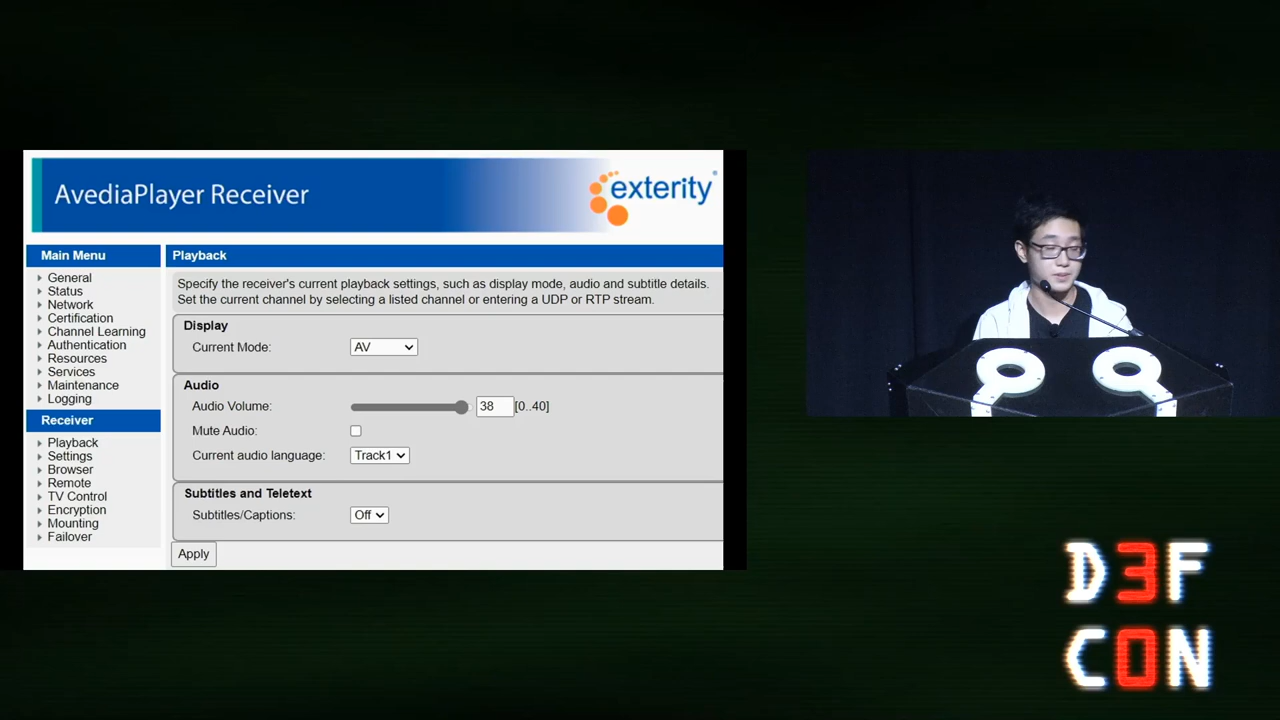 AvediaPlayer Receiver
exterity
Main Menu
General
Status
Network
Certification
Channel Learning
Authentication
Resources
Services
Maintenance
Logging
Receiver
Playback
Settings
Browser
Remote
TV Control
Encryption
Mounting
Failover
Playback
Specify the receiver's current playback settings, such as display mode, audio and subtitle details.
Set the current channel by selecting a listed channel or entering a UDP or RTP stream.
Display
Current Mode: AV
Audio
Audio Volume: 38 [0..40]
Mute Audio:
Current audio language: Track1
Subtitles and Teletext
Subtitles/Captions: Off
Apply
D3F
C0N